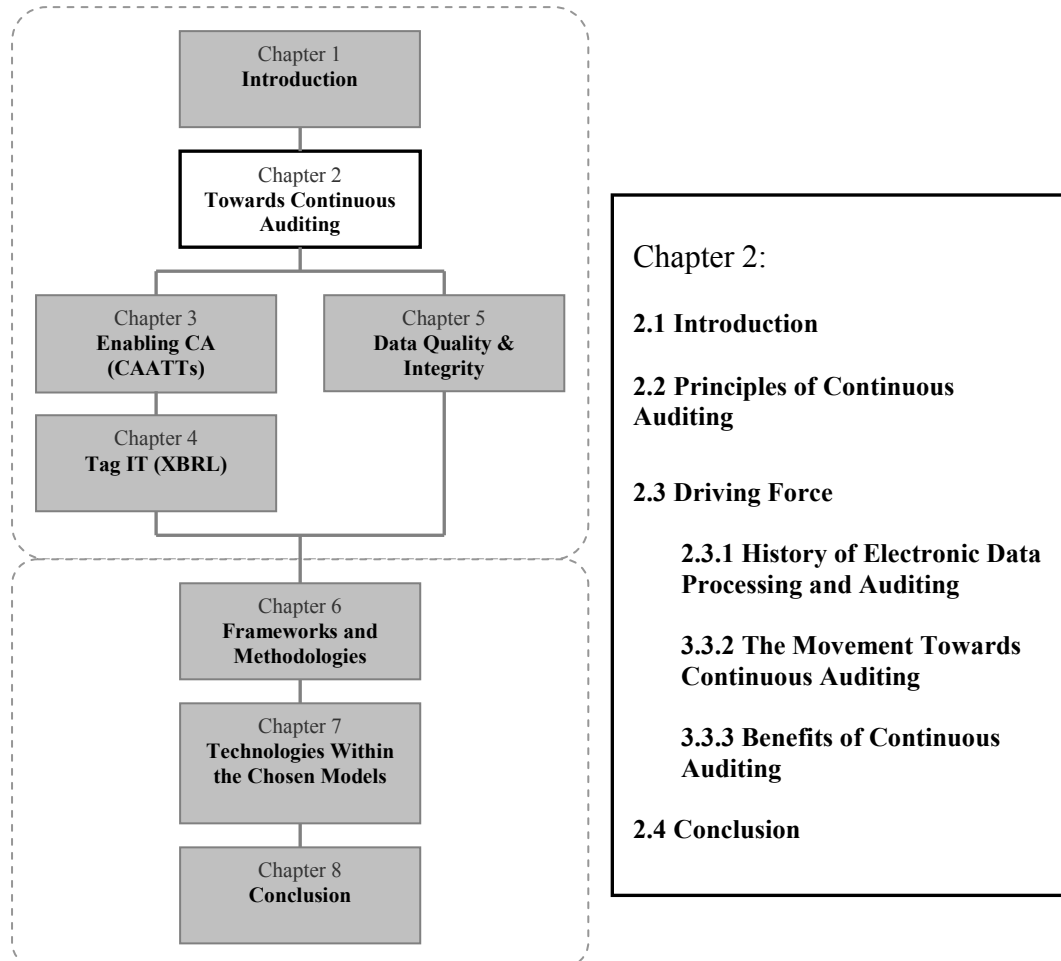 Chapter 1
Introduction
Chapter 2
Towards Continuous
Auditing
Chapter 3
Enabling CA
(CAATTs)
Chapter 5
Data Quality &
Integrity
Chapter 4
Tag IT (XBRL)
Chapter 6
Frameworks and
Methodologies
Chapter 7
Technologies Within
the Chosen Models
Chapter 8
Conclusion
Chapter 2:
2.1 Introduction
2.2 Principles of Continuous
Auditing
2.3 Driving Force
2.3.1 History of Electronic Data
Processing and Auditing
3.3.2 The Movement Towards
Continuous Auditing
3.3.3 Benefits of Continuous
Auditing
2.4 Conclusion